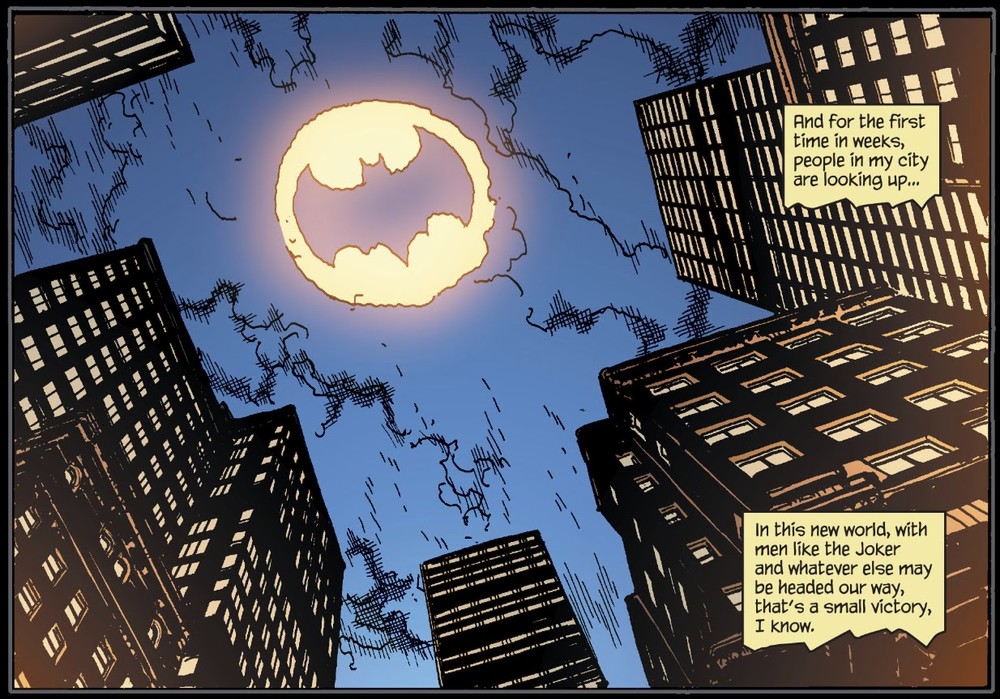 And for the first
time in weeks,
people in my city
are looking up...
In this new world, with
men like the Joker
and whatever else may
be headed our way,
that's a small victory,
I know.